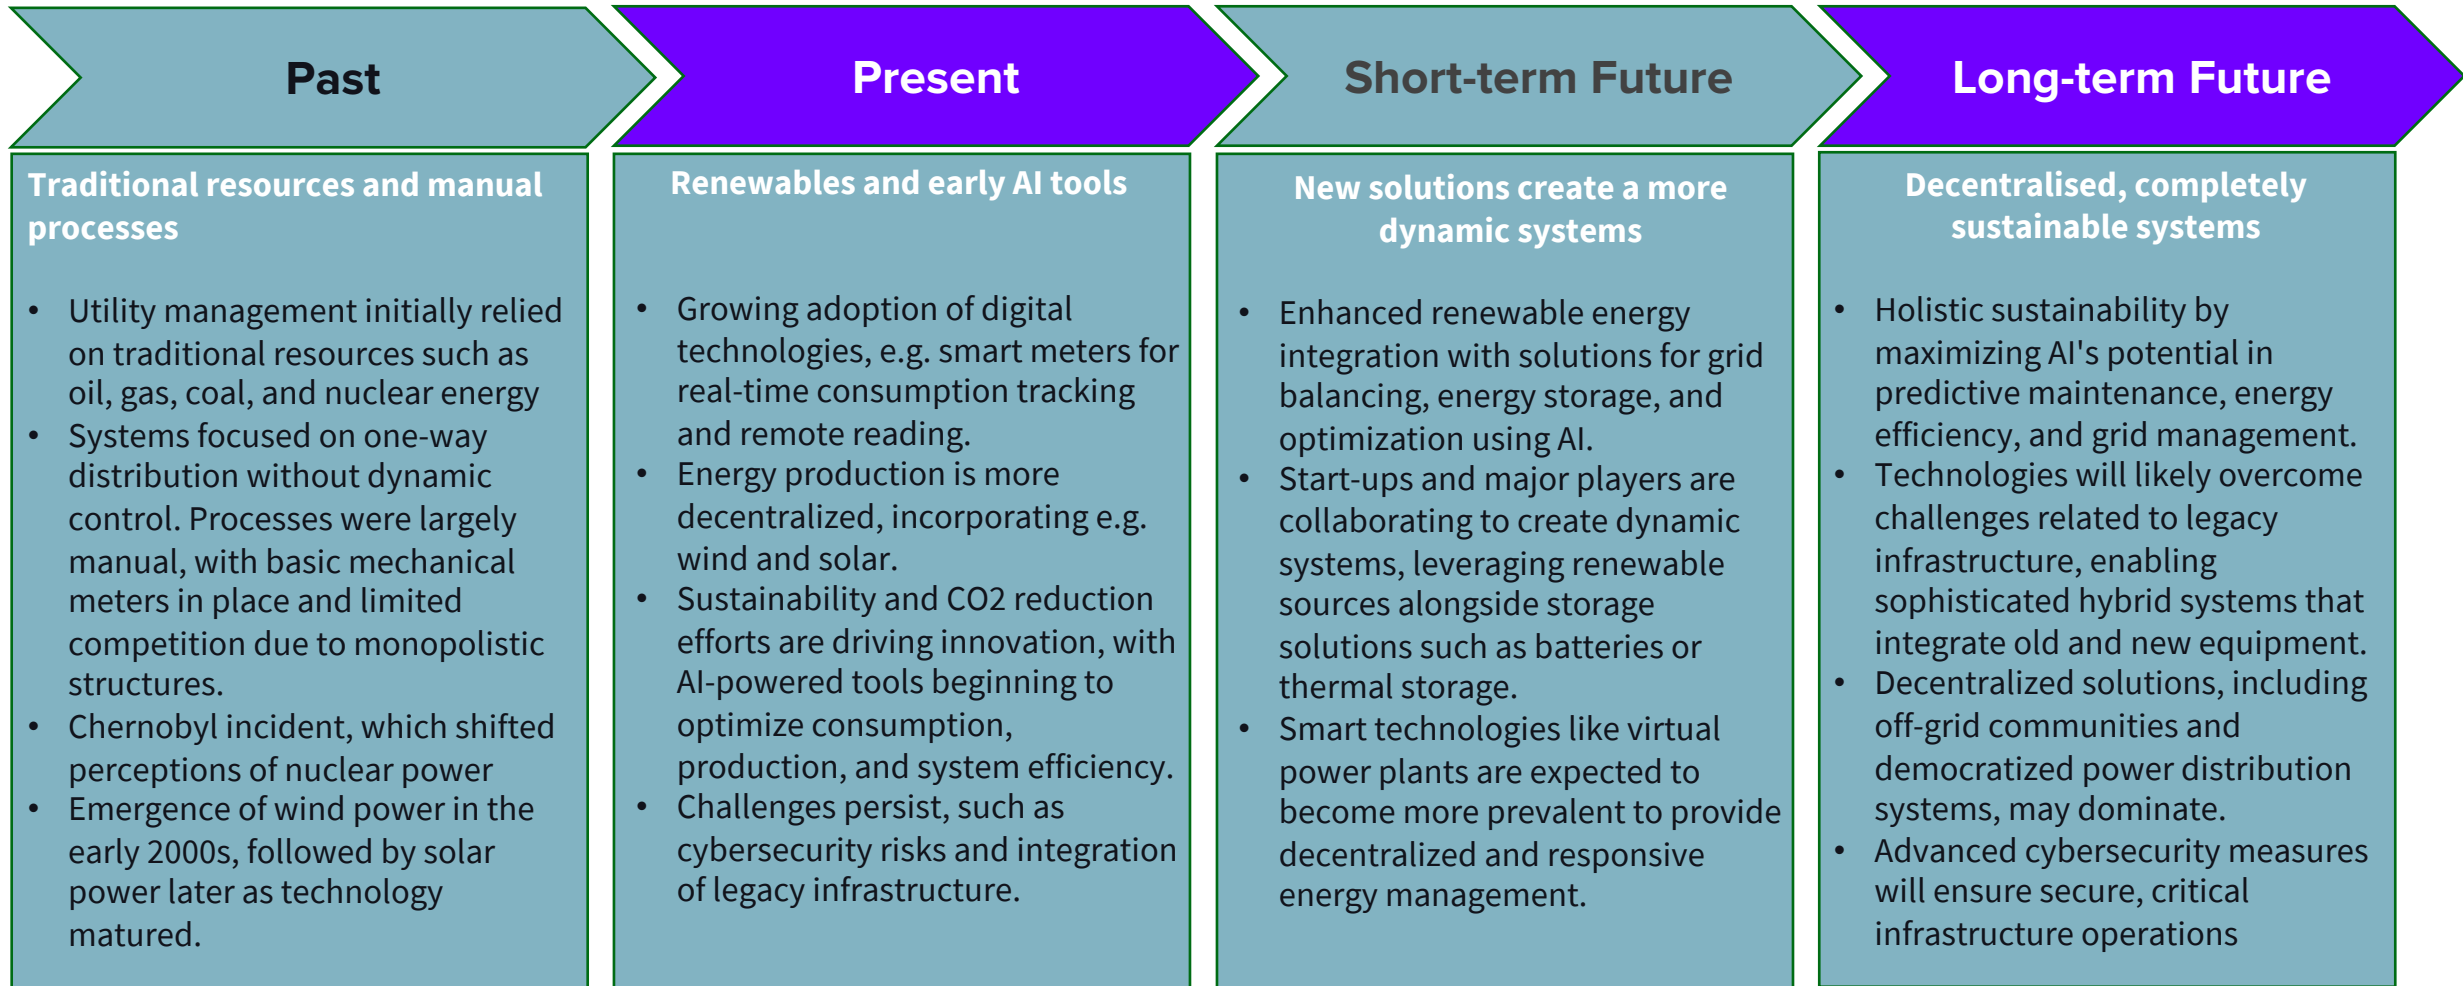 Past
Traditional resources and manual
processes
• Utility management initially relied
on traditional resources such as
oil, gas, coal, and nuclear energy
• Systems focused on one-way
distribution without dynamic
control. Processes were largely
manual, with basic mechanical
meters in place and limited
competition due to monopolistic
structures.
• Chernobyl incident, which shifted
perceptions of nuclear power
• Emergence of wind power in the
early 2000s, followed by solar
power later as technology
matured.
Present
Renewables and early AI tools
• Growing adoption of digital
technologies, e.g. smart meters for
real-time consumption tracking
and remote reading.
• Energy production is more
decentralized, incorporating e.g.
wind and solar.
• Sustainability and CO2 reduction
efforts are driving innovation, with
AI-powered tools beginning to
optimize consumption,
production, and system efficiency.
• Challenges persist, such as
cybersecurity risks and integration
of legacy infrastructure.
Short-term Future
New solutions create a more
dynamic systems
• Enhanced renewable energy
integration with solutions for grid
balancing, energy storage, and
optimization using AI.
• Start-ups and major players are
collaborating to create dynamic
systems, leveraging renewable
sources alongside storage
solutions such as batteries or
thermal storage.
• Smart technologies like virtual
power plants are expected to
become more prevalent to provide
decentralized and responsive
energy management.
Long-term Future
Decentralised, completely
sustainable systems
• Holistic sustainability by
maximizing AI's potential in
predictive maintenance, energy
efficiency, and grid management.
• Technologies will likely overcome
challenges related to legacy
infrastructure, enabling
sophisticated hybrid systems that
integrate old and new equipment.
• Decentralized solutions, including
off-grid communities and
democratized power distribution
systems, may dominate.
• Advanced cybersecurity measures
will ensure secure, critical
infrastructure operations